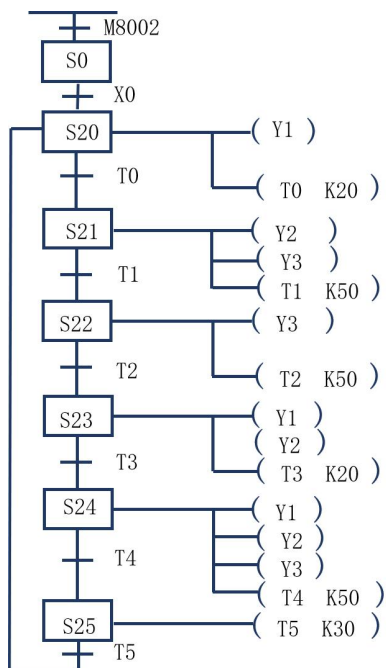 M8002
S0
X0
S20 ( Y1 )
T0 ( T0 K20 )
S21 ( Y2 )
( Y3 )
T1 ( T1 K50 )
S22 ( Y3 )
T2 ( T2 K50 )
S23 ( Y1 )
( Y2 )
T3 ( T3 K20 )
S24 ( Y1 )
( Y2 )
T4 ( Y3 )
( T4 K50 )
S25 ( T5 K30 )
T5